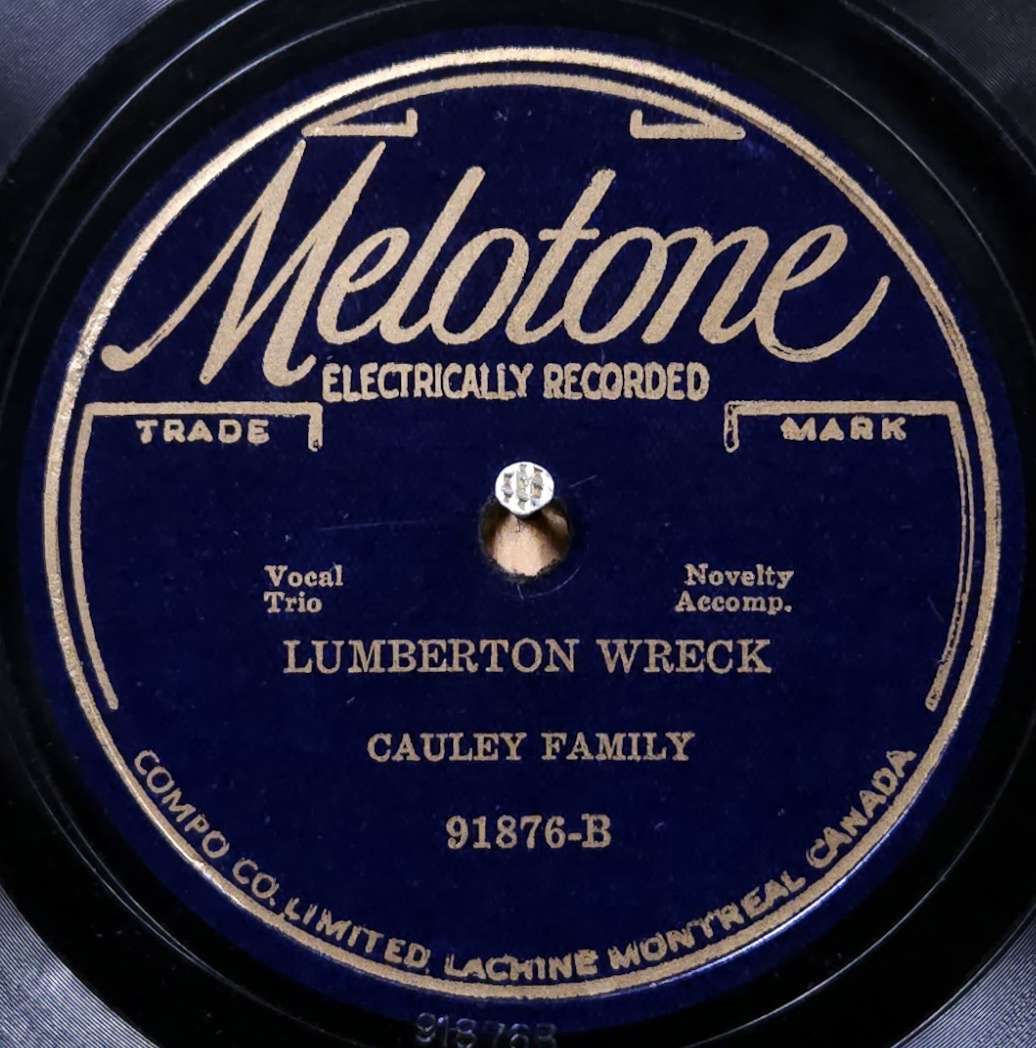 Melotone
ELECTRICALLY RECORDED
TRADE MARK
Vocal Trio
Novelty Accomp.
LUMBERTON WRECK
CAULEY FAMILY
91876-B
COMPO CO. LIMITED. LACHINE MONTREAL CANADA
91876B